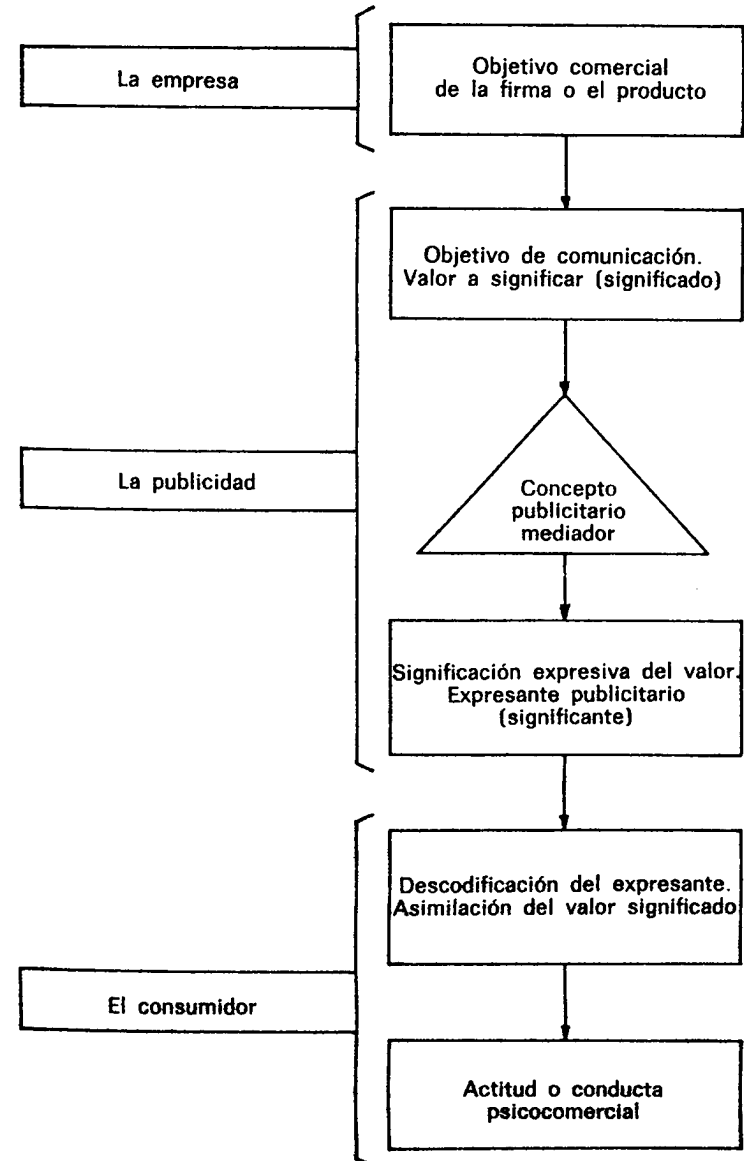 La empresa
Objetivo comercial
de la firma o el producto
Objetivo de comunicación.
Valor a significar (significado)
La publicidad
Concepto
publicitario
mediador
Significación expresiva del valor.
Expresante publicitario
(significante)
Descodificación del expresante.
Asimilación del valor significado
El consumidor
Actitud o conducta
psicocomercial